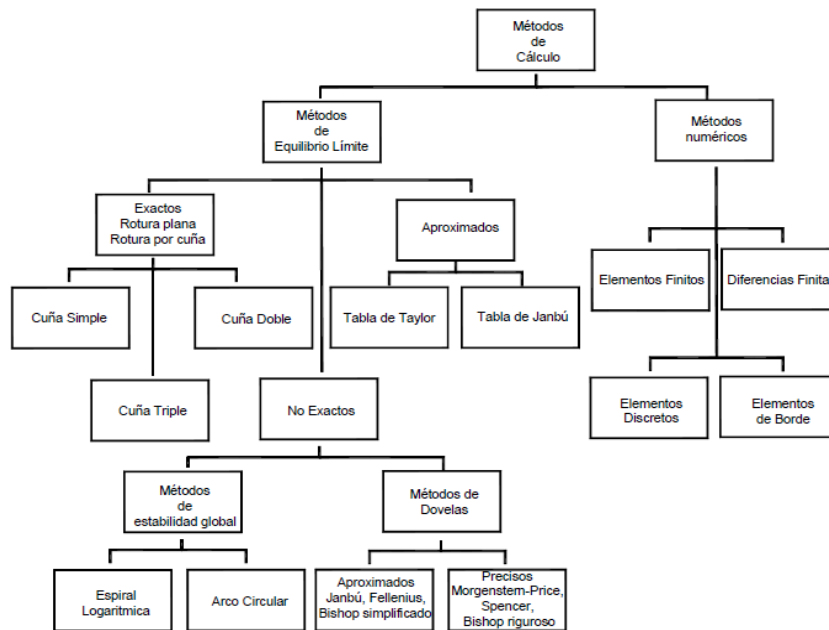 Métodos
de
Cálculo
Métodos
de
Equilibrio Límite
Métodos
numéricos
Exactos
Rotura plana
Rotura por cuña
Aproximados
Cuña Simple
Cuña Doble
Tabla de Taylor
Tabla de Janbú
Elementos Finitos
Diferencias Finita
Cuña Triple
No Exactos
Elementos
Discretos
Elementos
de Borde
Métodos
de
estabilidad global
Métodos de
Dovelas
Espiral
Logaritmica
Arco Circular
Aproximados
Janbú, Fellenius,
Bishop simplificado
Precisos
Morgenstern-Price,
Spencer,
Bishop riguroso